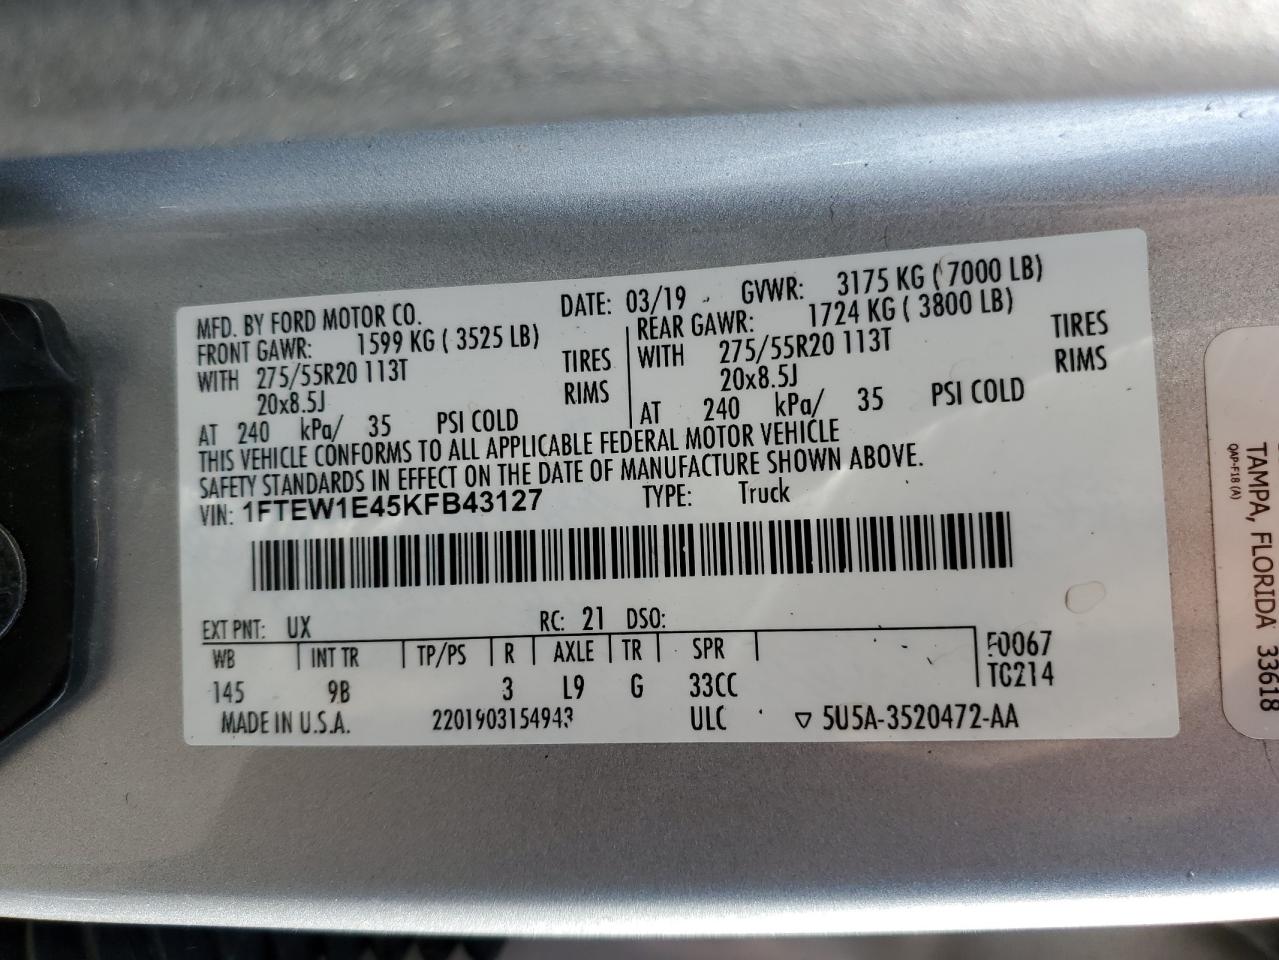 MFD. BY FORD MOTOR CO. DATE: 03/19 GVWR: 3175 KG ( 7000 LB)
FRONT GAWR: 1599 KG ( 3525 LB) REAR GAWR: 1724 KG ( 3800 LB)
WITH 275/55R20 113T TIRES WITH 275/55R20 113T TIRES
20x8.5J RIMS 20x8.5J RIMS
AT 240 kPa/ 35 PSI COLD AT 240 kPa/ 35 PSI COLD
THIS VEHICLE CONFORMS TO ALL APPLICABLE FEDERAL MOTOR VEHICLE
SAFETY STANDARDS IN EFFECT ON THE DATE OF MANUFACTURE SHOWN ABOVE.
VIN: 1FTEW1E45KFB43127 TYPE: Truck
EXT PNT: UX RC: 21 DSO:
WB INT TR TP/PS R AXLE TR SPR F0067
145 9B 3 L9 G 33CC TC214
MADE IN U.S.A. 2201903154943 ULC 5U5A-3520472-AA
TAMPA, FLORIDA 33618
QAP-F18 (A)